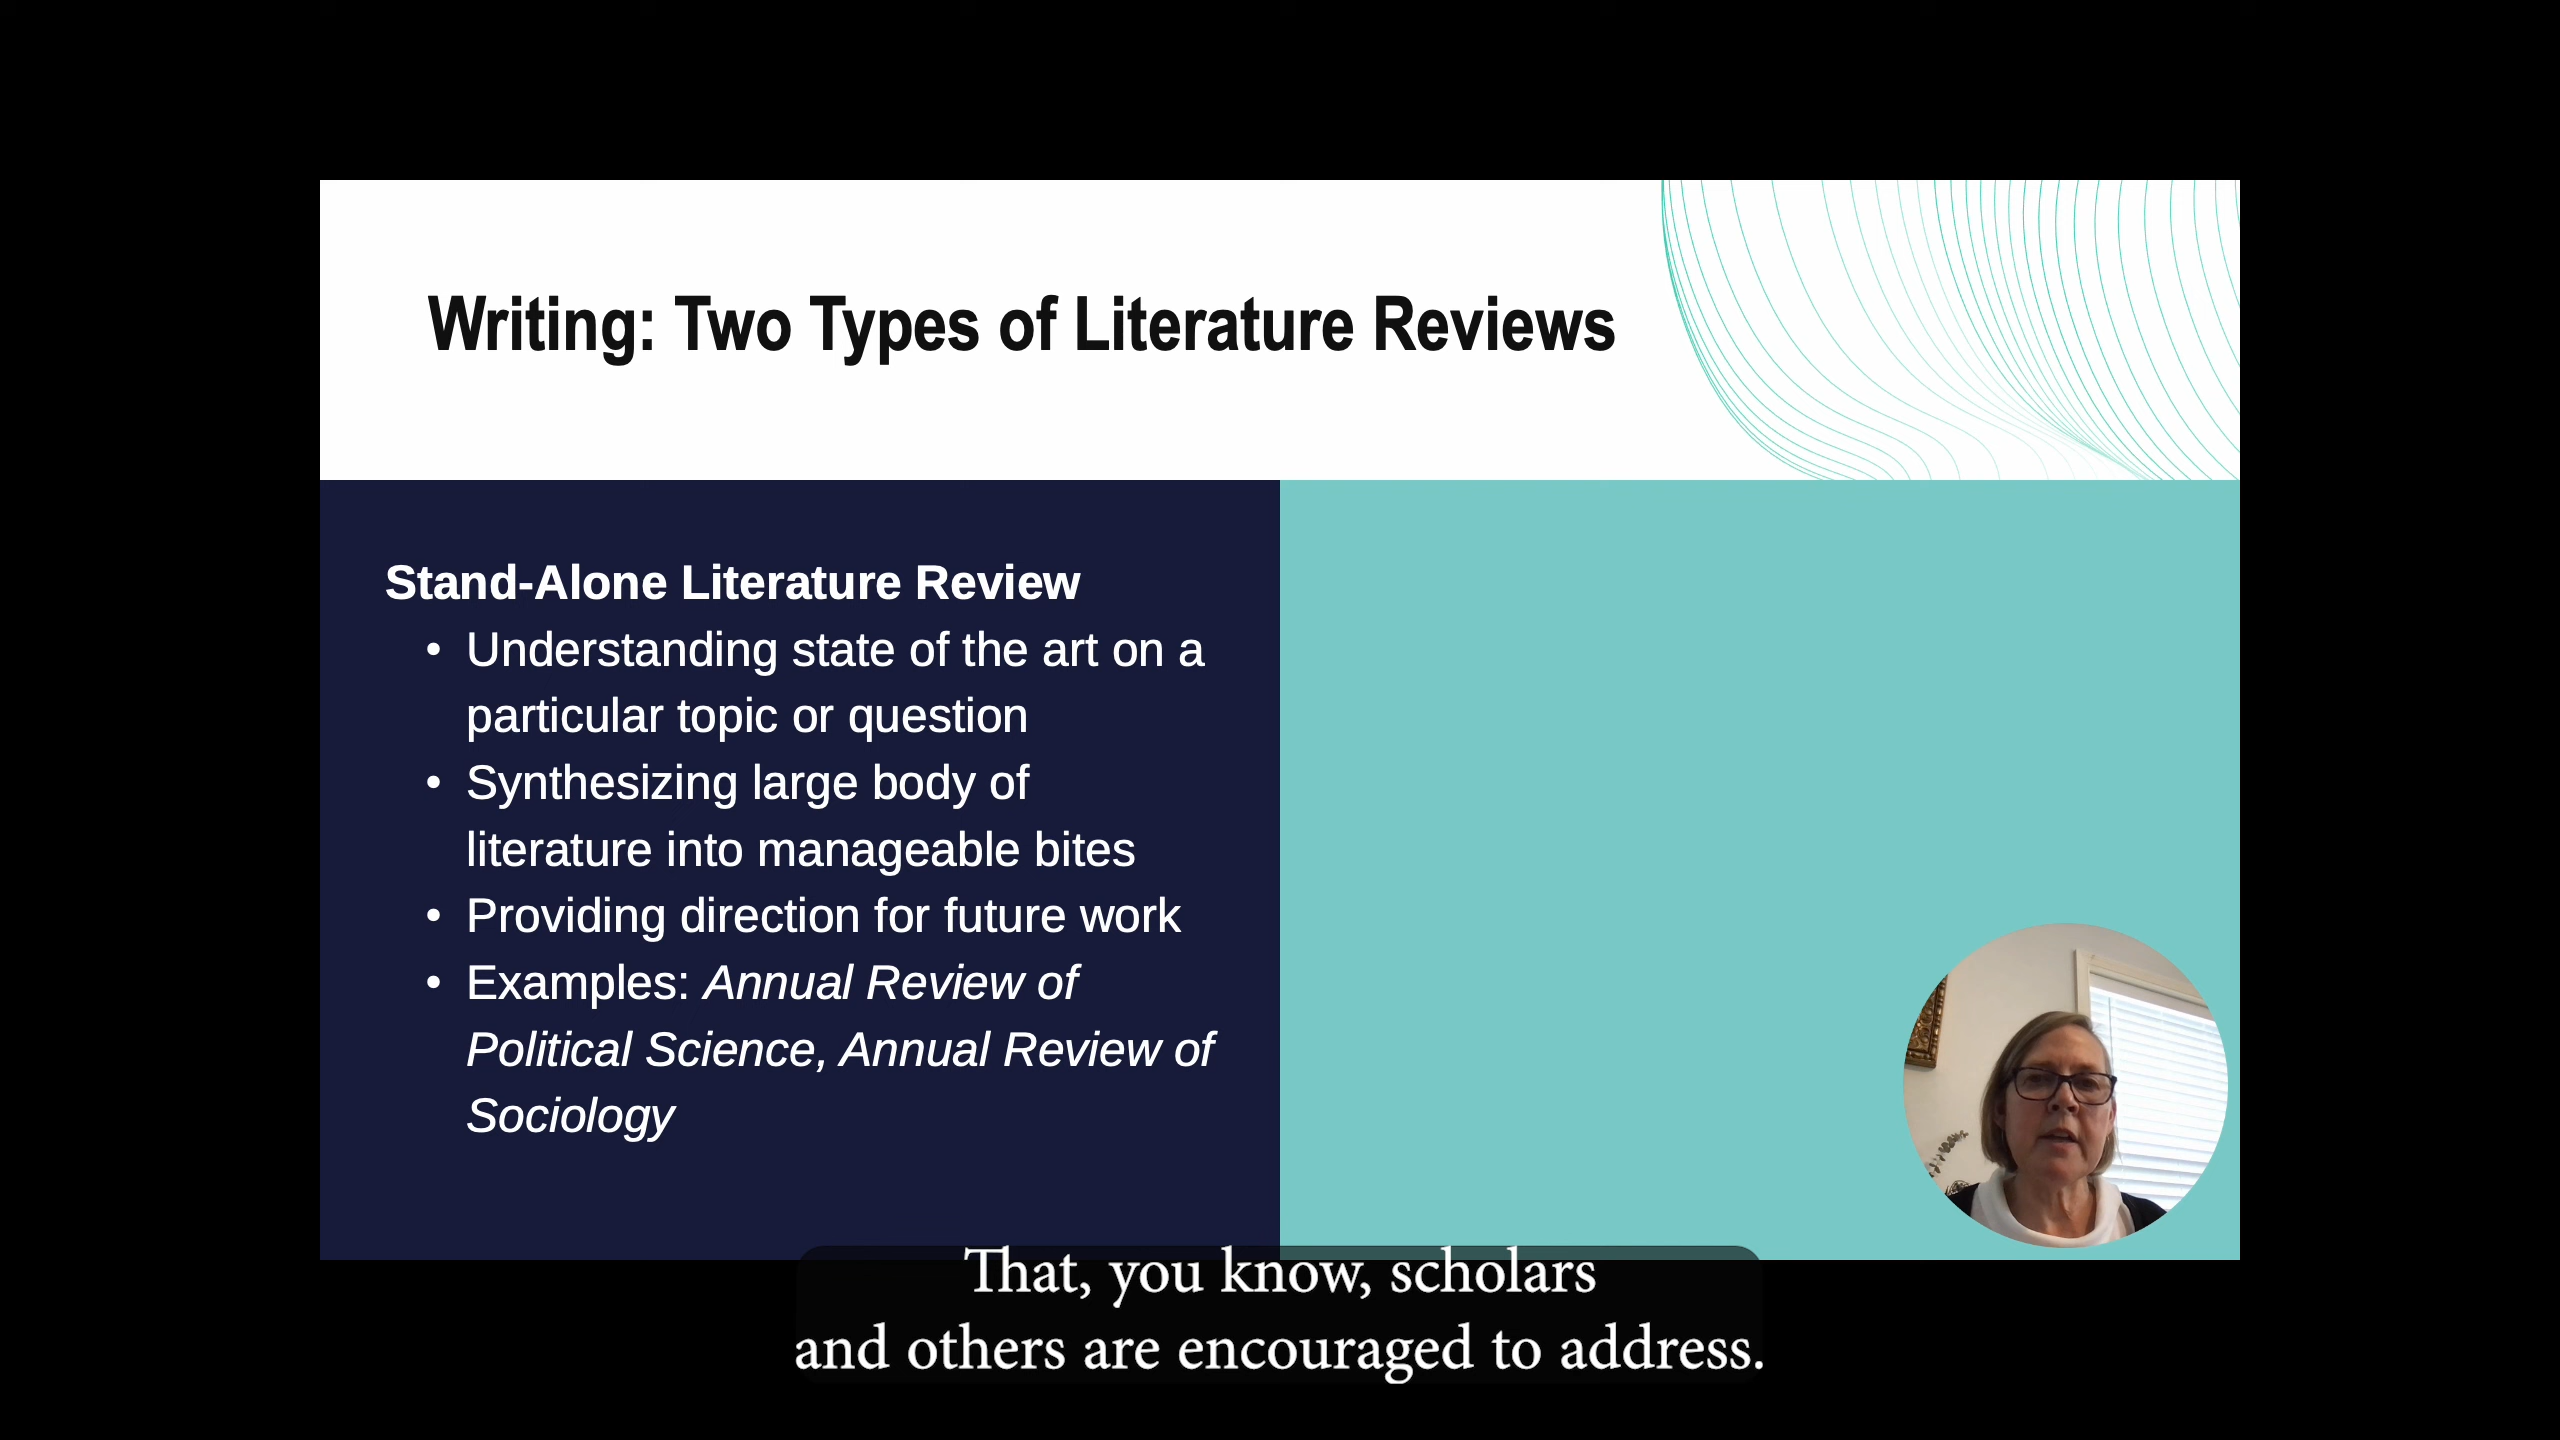 Writing: Two Types of Literature Reviews
Stand-Alone Literature Review
• Understanding state of the art on a
particular topic or question
• Synthesizing large body of
literature into manageable bites
• Providing direction for future work
• Examples: Annual Review of
Political Science, Annual Review of
Sociology
That, you know, scholars
and others are encouraged to address.